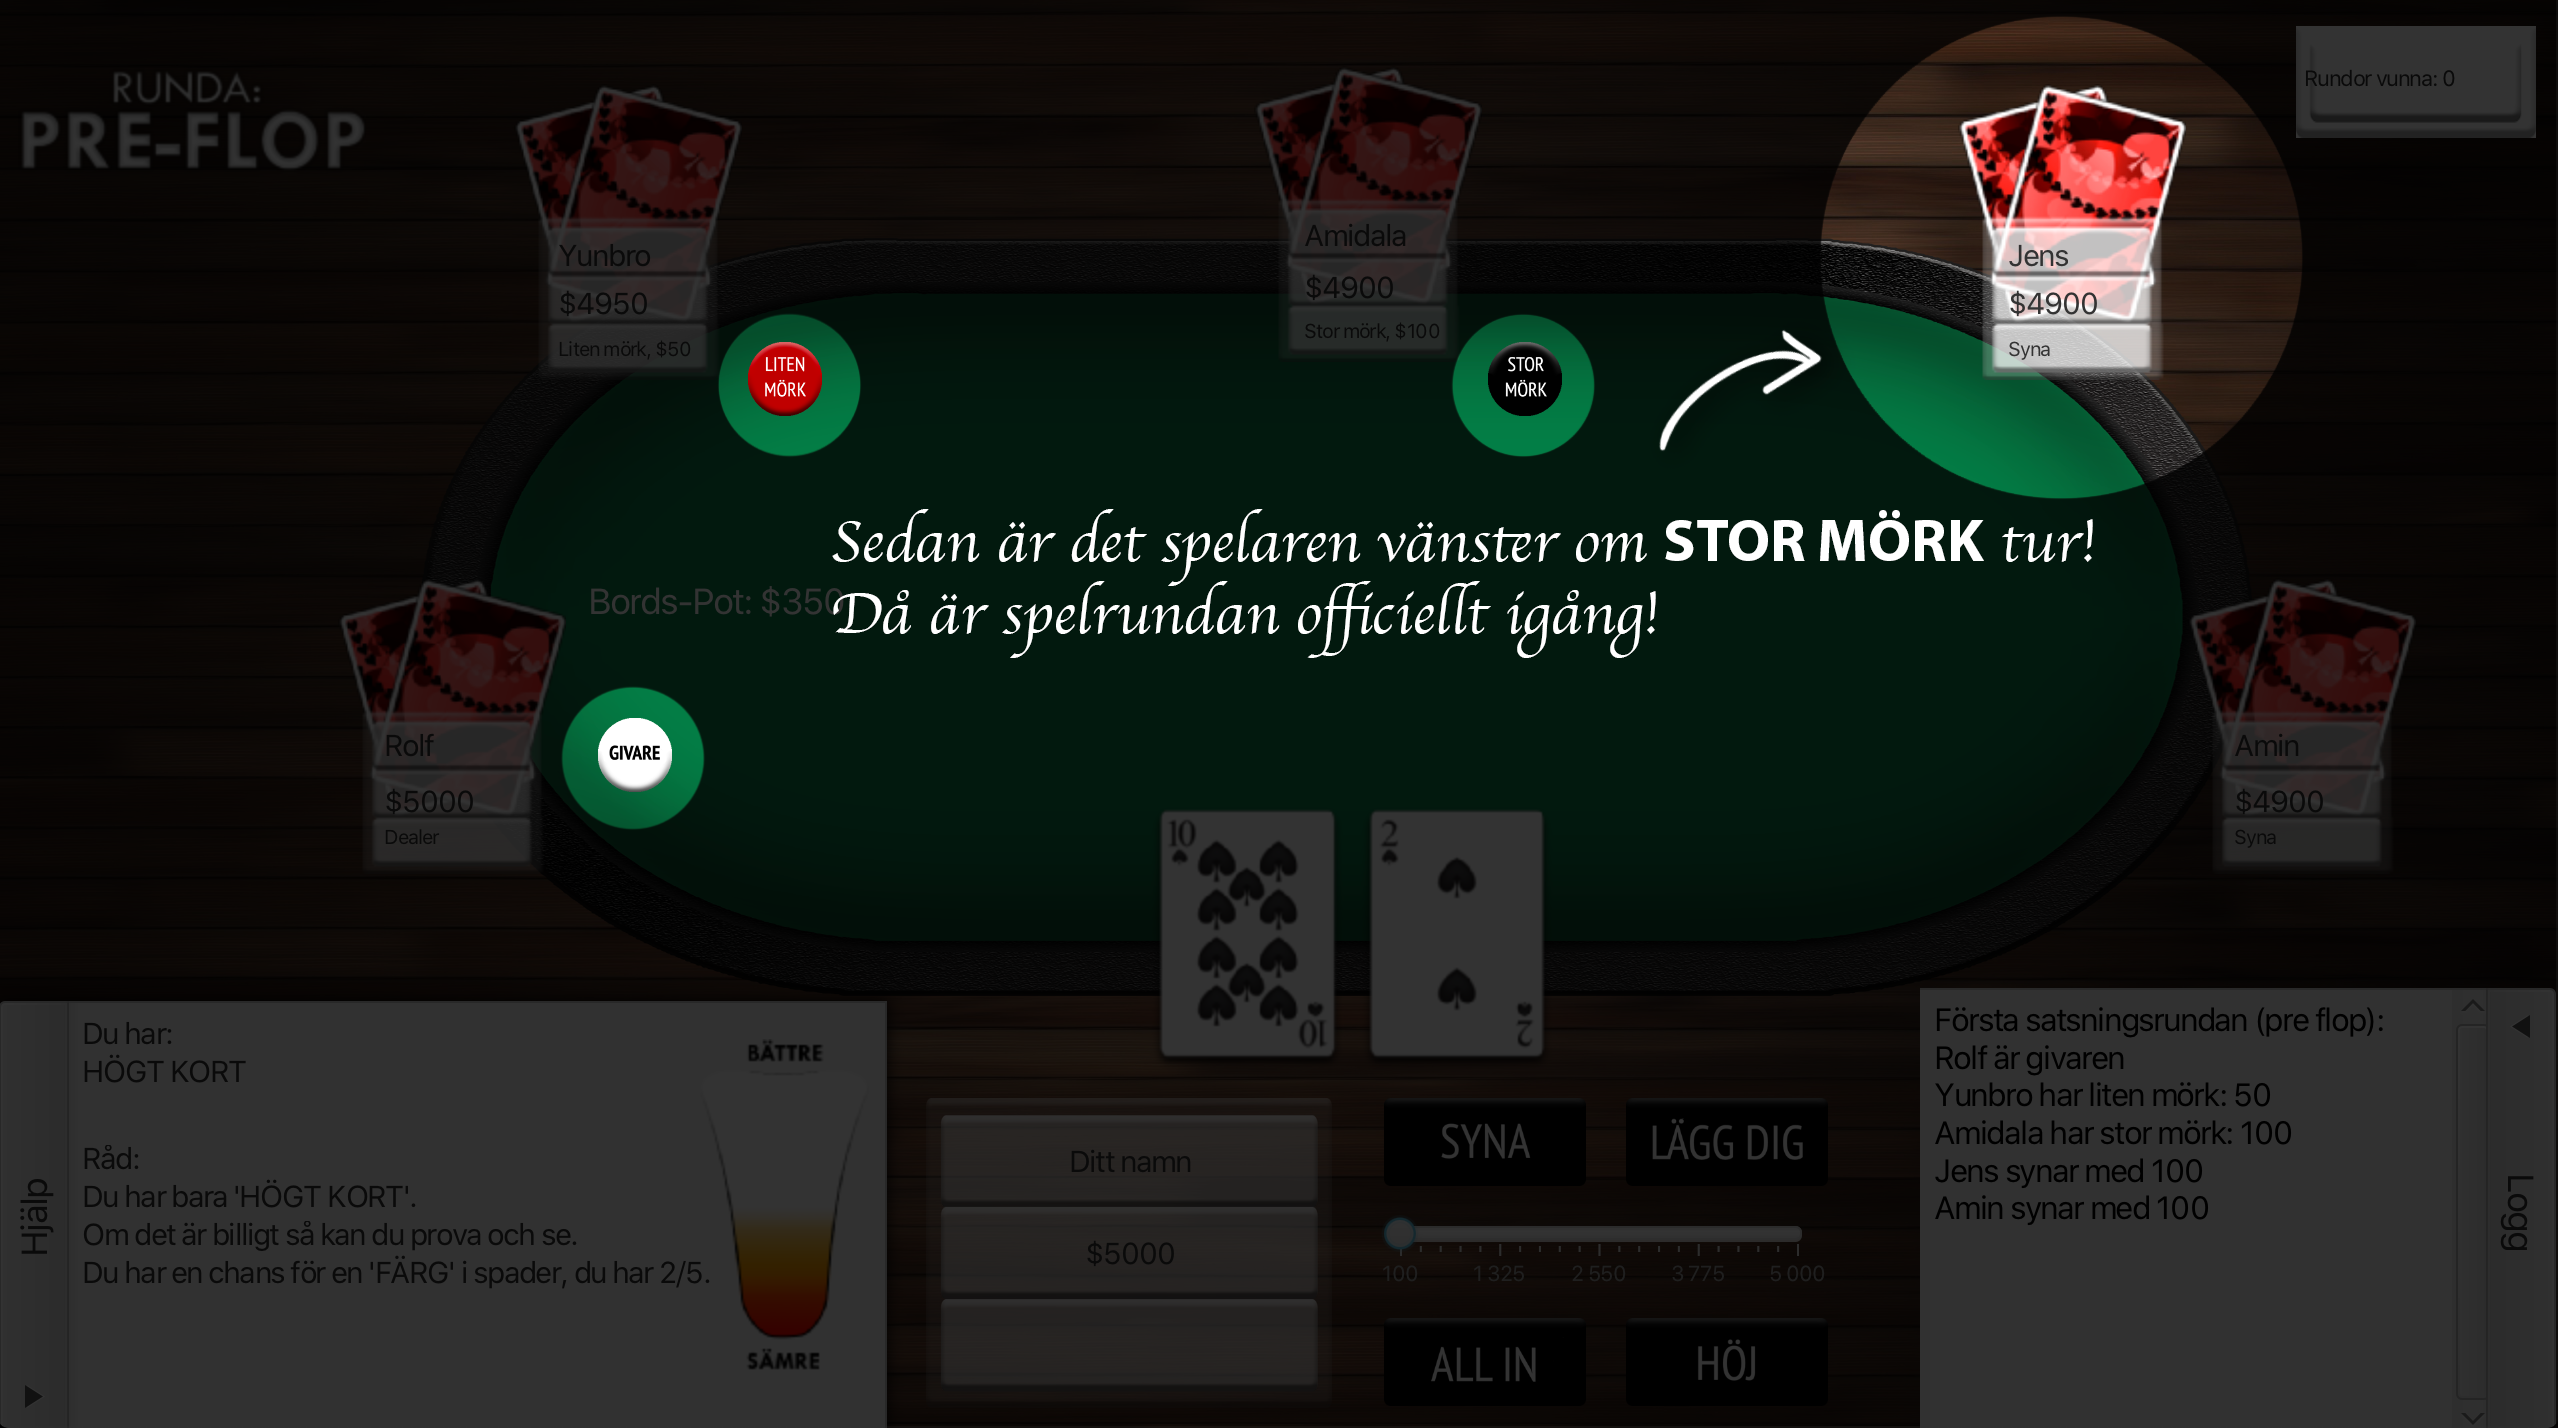 RUNDA:
PRE-FLOP
Rundor vunna: 0
Yunbro
$4950
Liten mörk, $50
Amidala
$4900
Stor mörk, $100
Jens
$4900
Syna
LITEN
MÖRK
STOR
MÖRK
Sedan är det spelaren vänster om STOR MÖRK tur!
Då är spelrundan officiellt igång!
Bords-Pot: $350
Rolf
$5000
Dealer
GIVARE
Amin
$4900
Syna
10
10
2
2
Hjälp
Du har:
HÖGT KORT
Råd:
Du har bara 'HÖGT KORT'.
Om det är billigt så kan du prova och se.
Du har en chans för en 'FÄRG' i spader, du har 2/5.
BÄTTRE
SÄMRE
Ditt namn
$5000
SYNA
LÄGG DIG
100 1 325 2 550 3 775 5 000
ALL IN
HÖJ
Första satsningsrundan (pre flop):
Rolf är givaren
Yunbro har liten mörk: 50
Amidala har stor mörk: 100
Jens synar med 100
Amin synar med 100
Logg